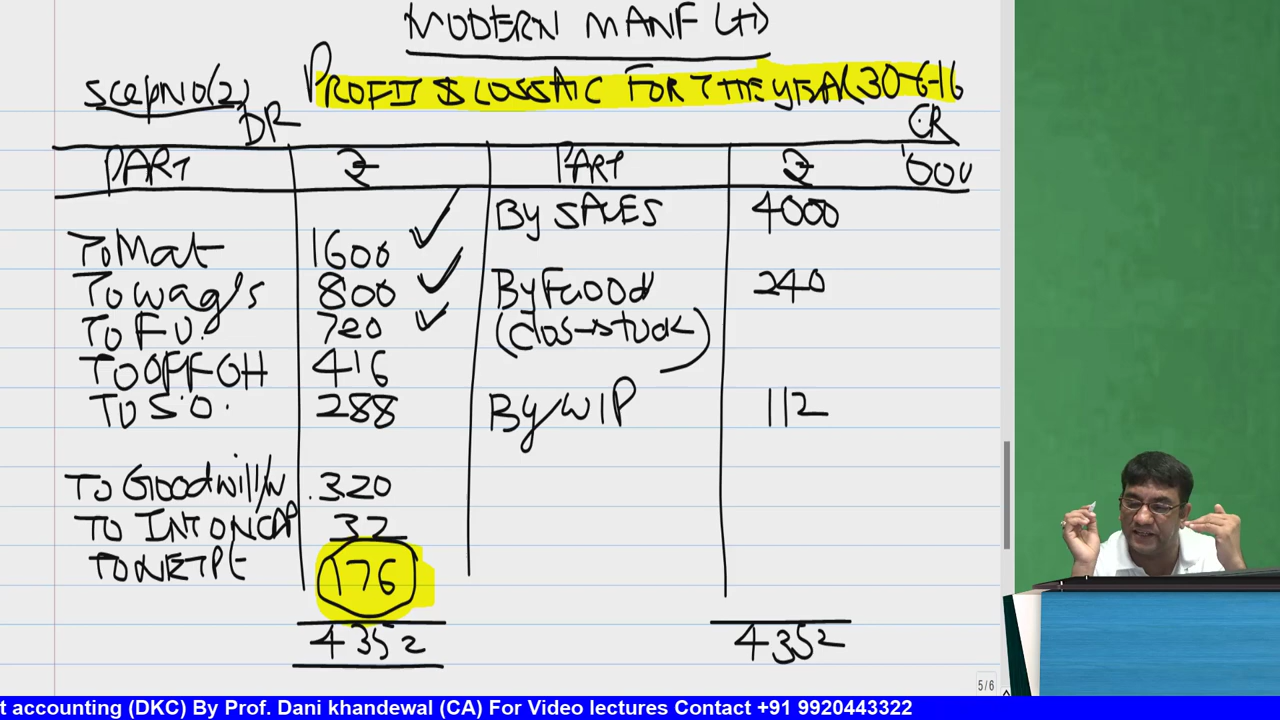 MODERN MANF LTD
STEP NO (2) PROFIT & LOSS A/C FOR THE YEAR 30-6-16
DR CR
PART ₹ PART ₹ '000
By SALES 4000
To Mat 1600
To wages 800 By F Good 240
To F O. 720 (clos-stock)
TO OFF OH 416
TO S.O. 288 By WIP 112
To Goodwill/w 320
TO INT ON CAP 32
TO NET Pt 176
4352 4352
5/6
t accounting (DKC) By Prof. Dani khandewal (CA) For Video lectures Contact +91 9920443322